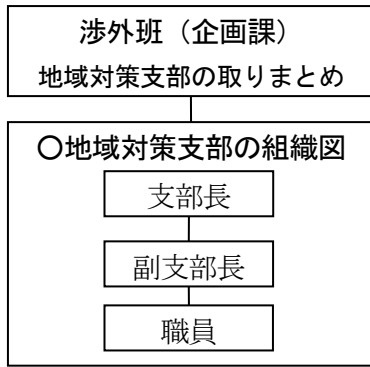 渉外班（企画課）
地域対策支部の取りまとめ
○地域対策支部の組織図
支部長
副支部長
職員